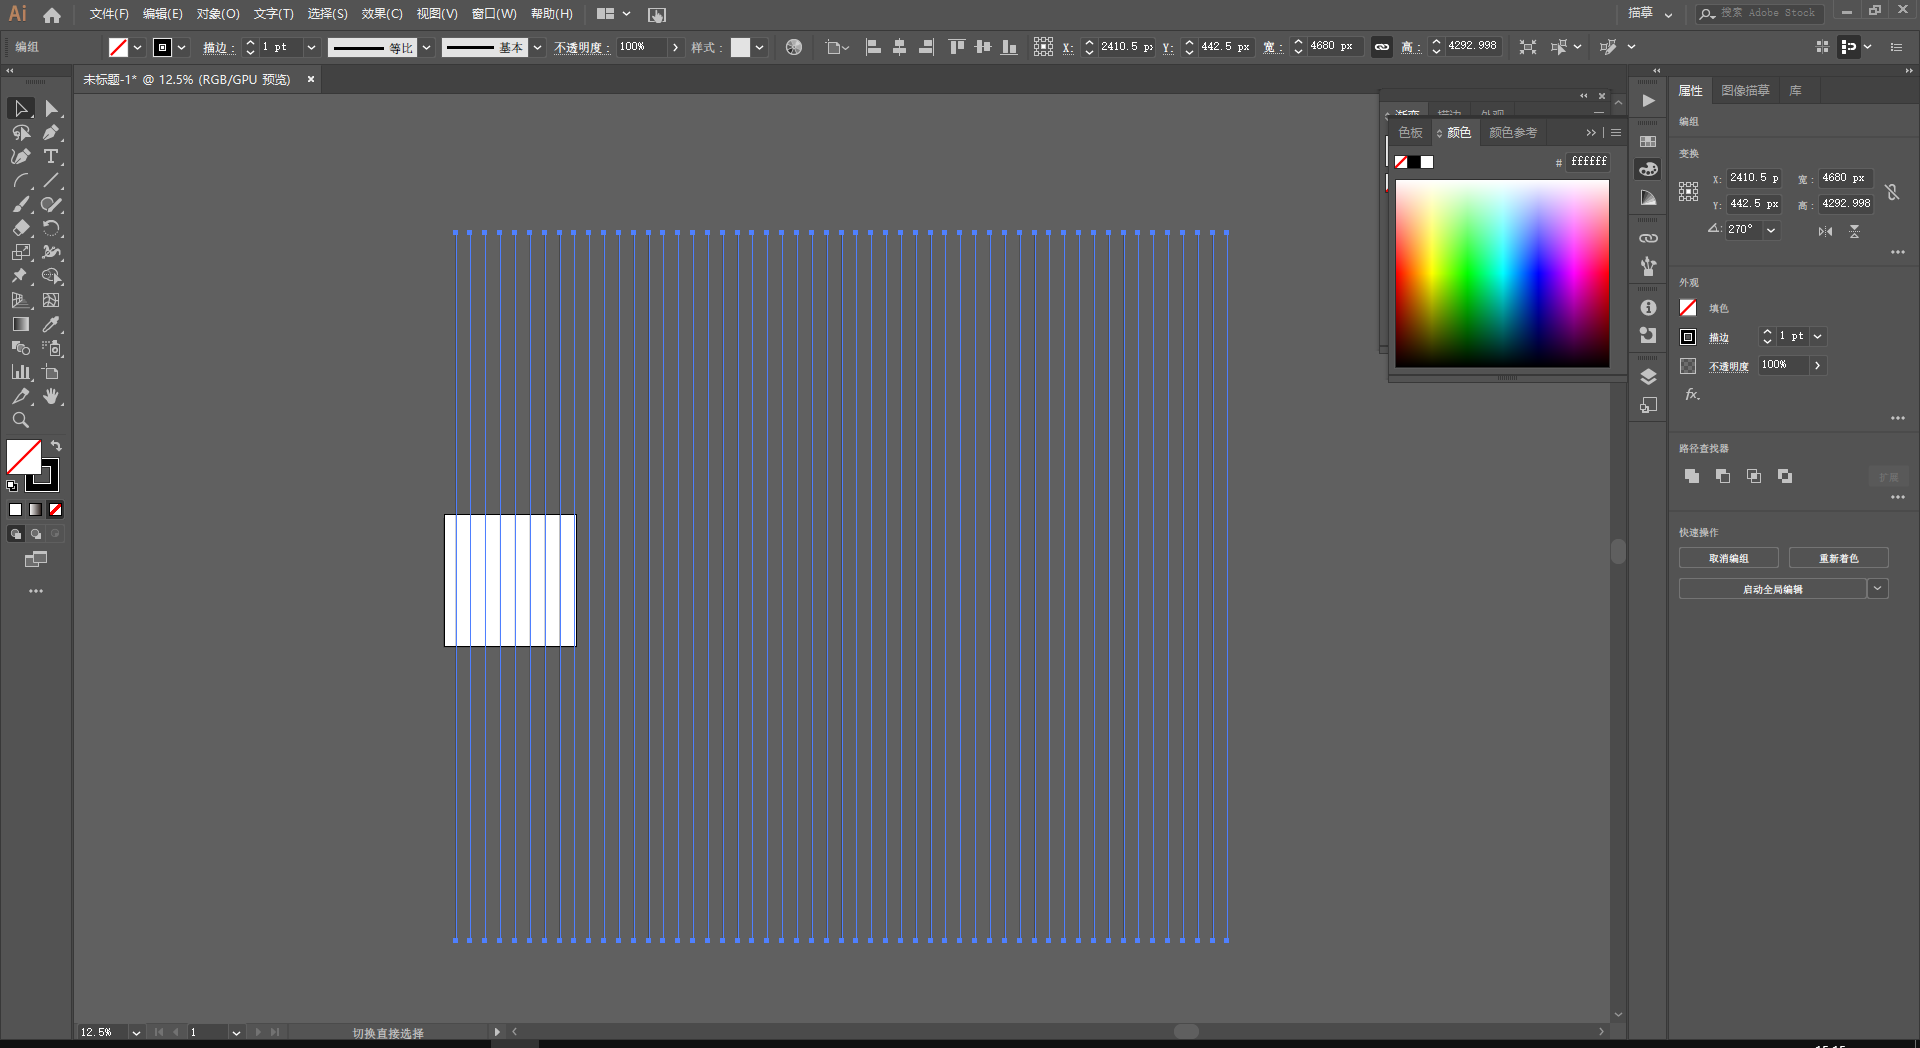 Ai 文件(F) 编辑(E) 对象(O) 文字(T) 选择(S) 效果(C) 视图(V) 窗口(W) 帮助(H) 描摹 搜索 Adobe Stock
编组 描边: 1 pt 等比 基本 不透明度: 100% 样式: X: 2410.5 px Y: 442.5 px 宽: 4680 px 高: 4292.998
未标题-1* @ 12.5% (RGB/GPU 预览) ×
属性 图像描摹 库
色板 颜色 颜色参考
# ffffff
编组
变换
X: 2410.5 p 宽: 4680 px
Y: 442.5 px 高: 4292.998
270°
外观
填色
描边 1 pt
不透明度 100%
fx.
路径查找器
扩展
快速操作
取消编组 重新着色
启动全局编辑
12.5% 1 切换直接选择